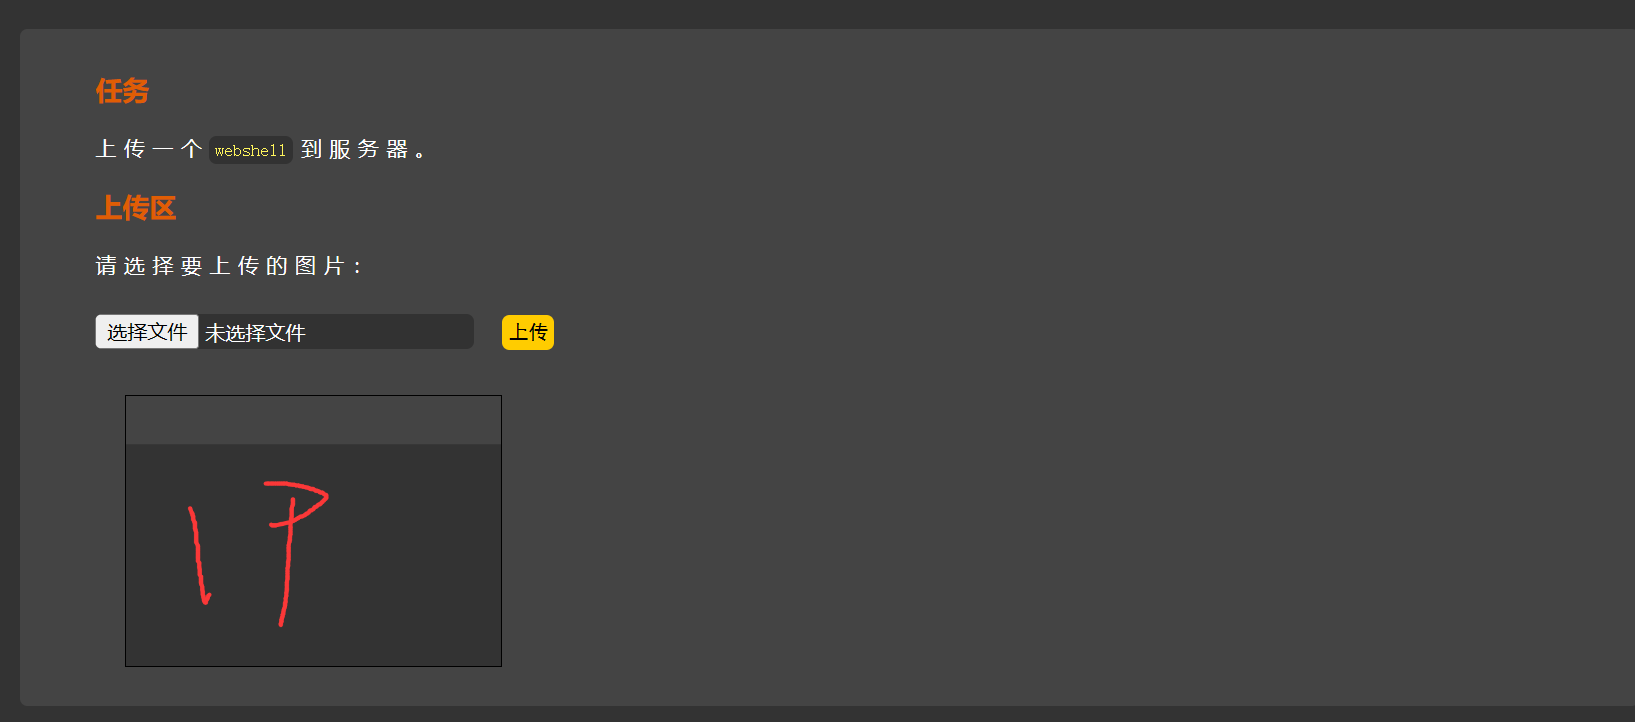 任务
上传一个 webshell 到服务器。
上传区
请选择要上传的图片：
选择文件 未选择文件 上传
IP